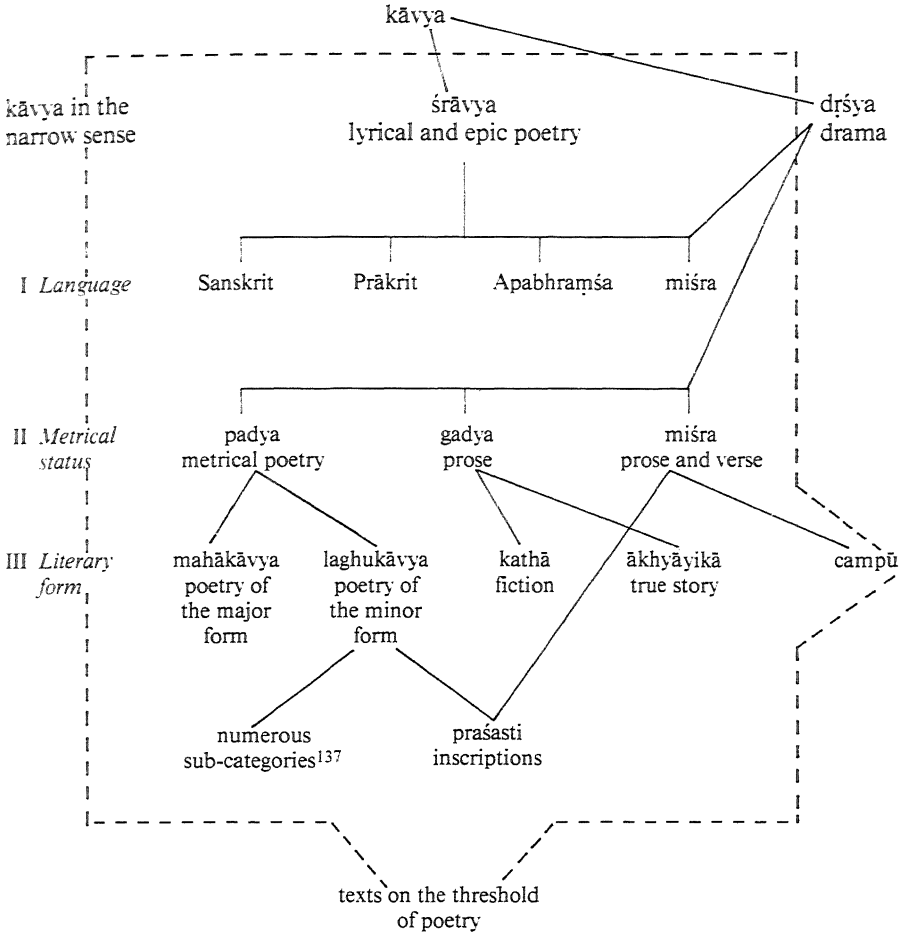 kāvya
kāvya in the
narrow sense
śrāvya
lyrical and epic poetry
dṛśya
drama
I Language
Sanskrit
Prākrit
Apabhraṃśa
miśra
II Metrical
status
padya
metrical poetry
gadya
prose
miśra
prose and verse
III Literary
form
mahākāvya
poetry of
the major
form
laghukāvya
poetry of
the minor
form
kathā
fiction
ākhyāyikā
true story
campū
numerous
sub-categories137
praśasti
inscriptions
texts on the threshold
of poetry